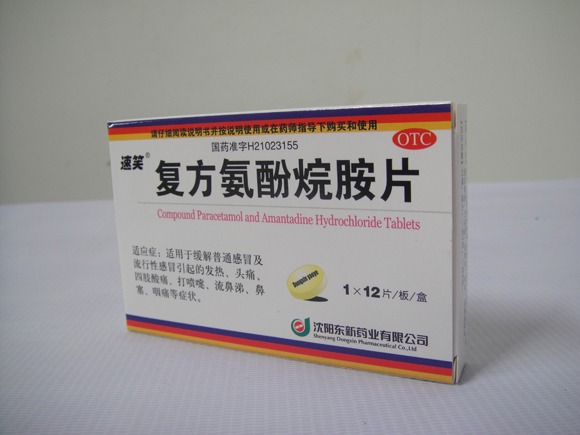 请仔细阅读说明书并按说明使用或在药师指导下购买和使用
国药准字H21023155
OTC
速笑®
复方氨酚烷胺片
Compound Paracetamol and Amantadine Hydrochloride Tablets
适应症：适用于缓解普通感冒及
流行性感冒引起的发热、头痛、
四肢酸痛、打喷嚏、流鼻涕、鼻
塞、咽痛等症状。
1×12片/板/盒
沈阳东新药业有限公司
Shenyang Dongxin Pharmaceutical Co.,Ltd